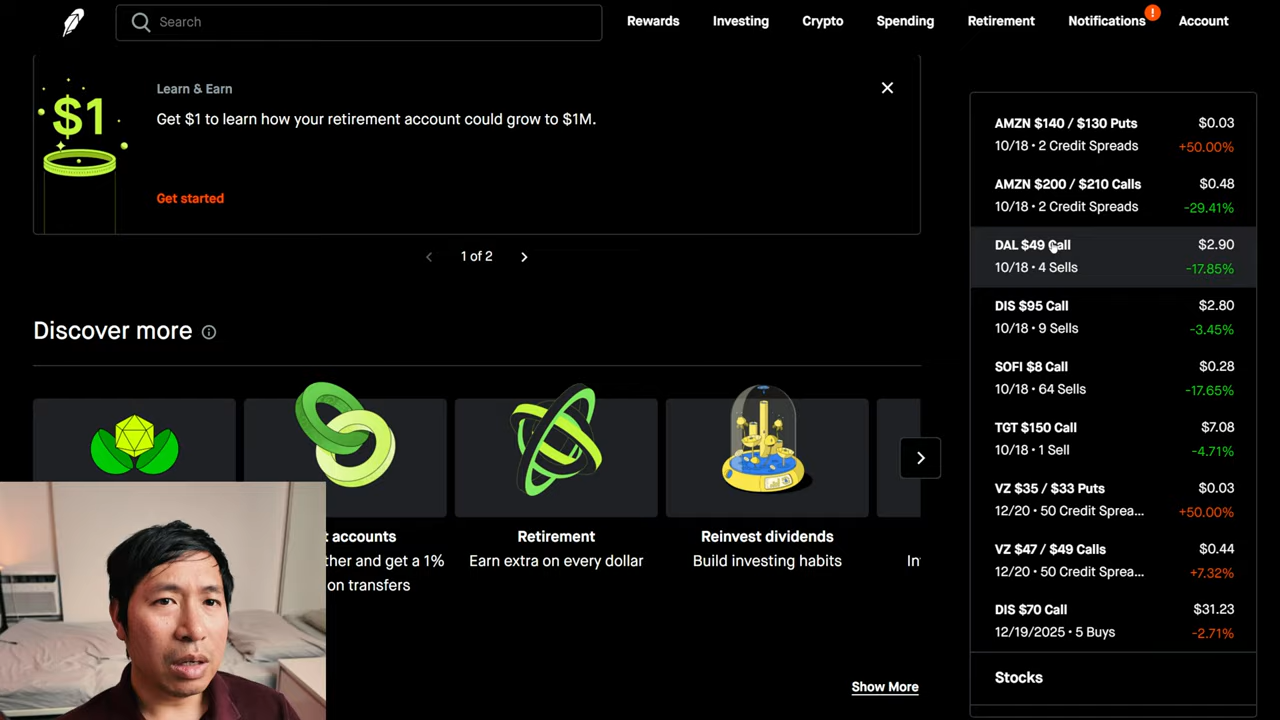 Search
Rewards
Investing
Crypto
Spending
Retirement
Notifications
!
Account
$1
Learn & Earn
Get $1 to learn how your retirement account could grow to $1M.
Get started
1 of 2
Discover more
accounts
ther and get a 1%
on transfers
Retirement
Earn extra on every dollar
Reinvest dividends
Build investing habits
In
Show More
AMZN $140 / $130 Puts $0.03
10/18 • 2 Credit Spreads +50.00%
AMZN $200 / $210 Calls $0.48
10/18 • 2 Credit Spreads -29.41%
DAL $49 Call $2.90
10/18 • 4 Sells -17.85%
DIS $95 Call $2.80
10/18 • 9 Sells -3.45%
SOFI $8 Call $0.28
10/18 • 64 Sells -17.65%
TGT $150 Call $7.08
10/18 • 1 Sell -4.71%
VZ $35 / $33 Puts $0.03
12/20 • 50 Credit Sprea... +50.00%
VZ $47 / $49 Calls $0.44
12/20 • 50 Credit Sprea... +7.32%
DIS $70 Call $31.23
12/19/2025 • 5 Buys -2.71%
Stocks